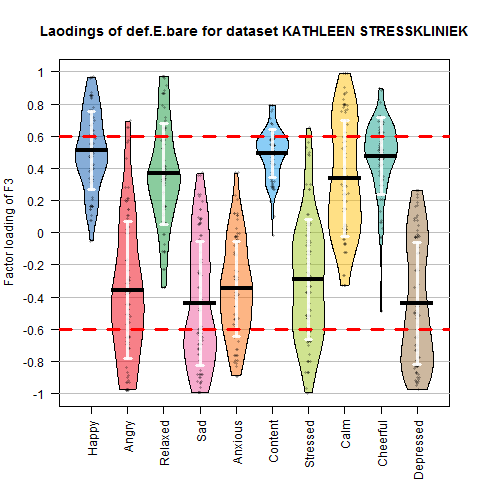 Laodings of def.E.bare for dataset KATHLEEN STRESSKLINIEK
Factor loading of F3
1
0.8
0.6
0.4
0.2
0
-0.2
-0.4
-0.6
-0.8
-1
Happy
Angry
Relaxed
Sad
Anxious
Content
Stressed
Calm
Cheerful
Depressed